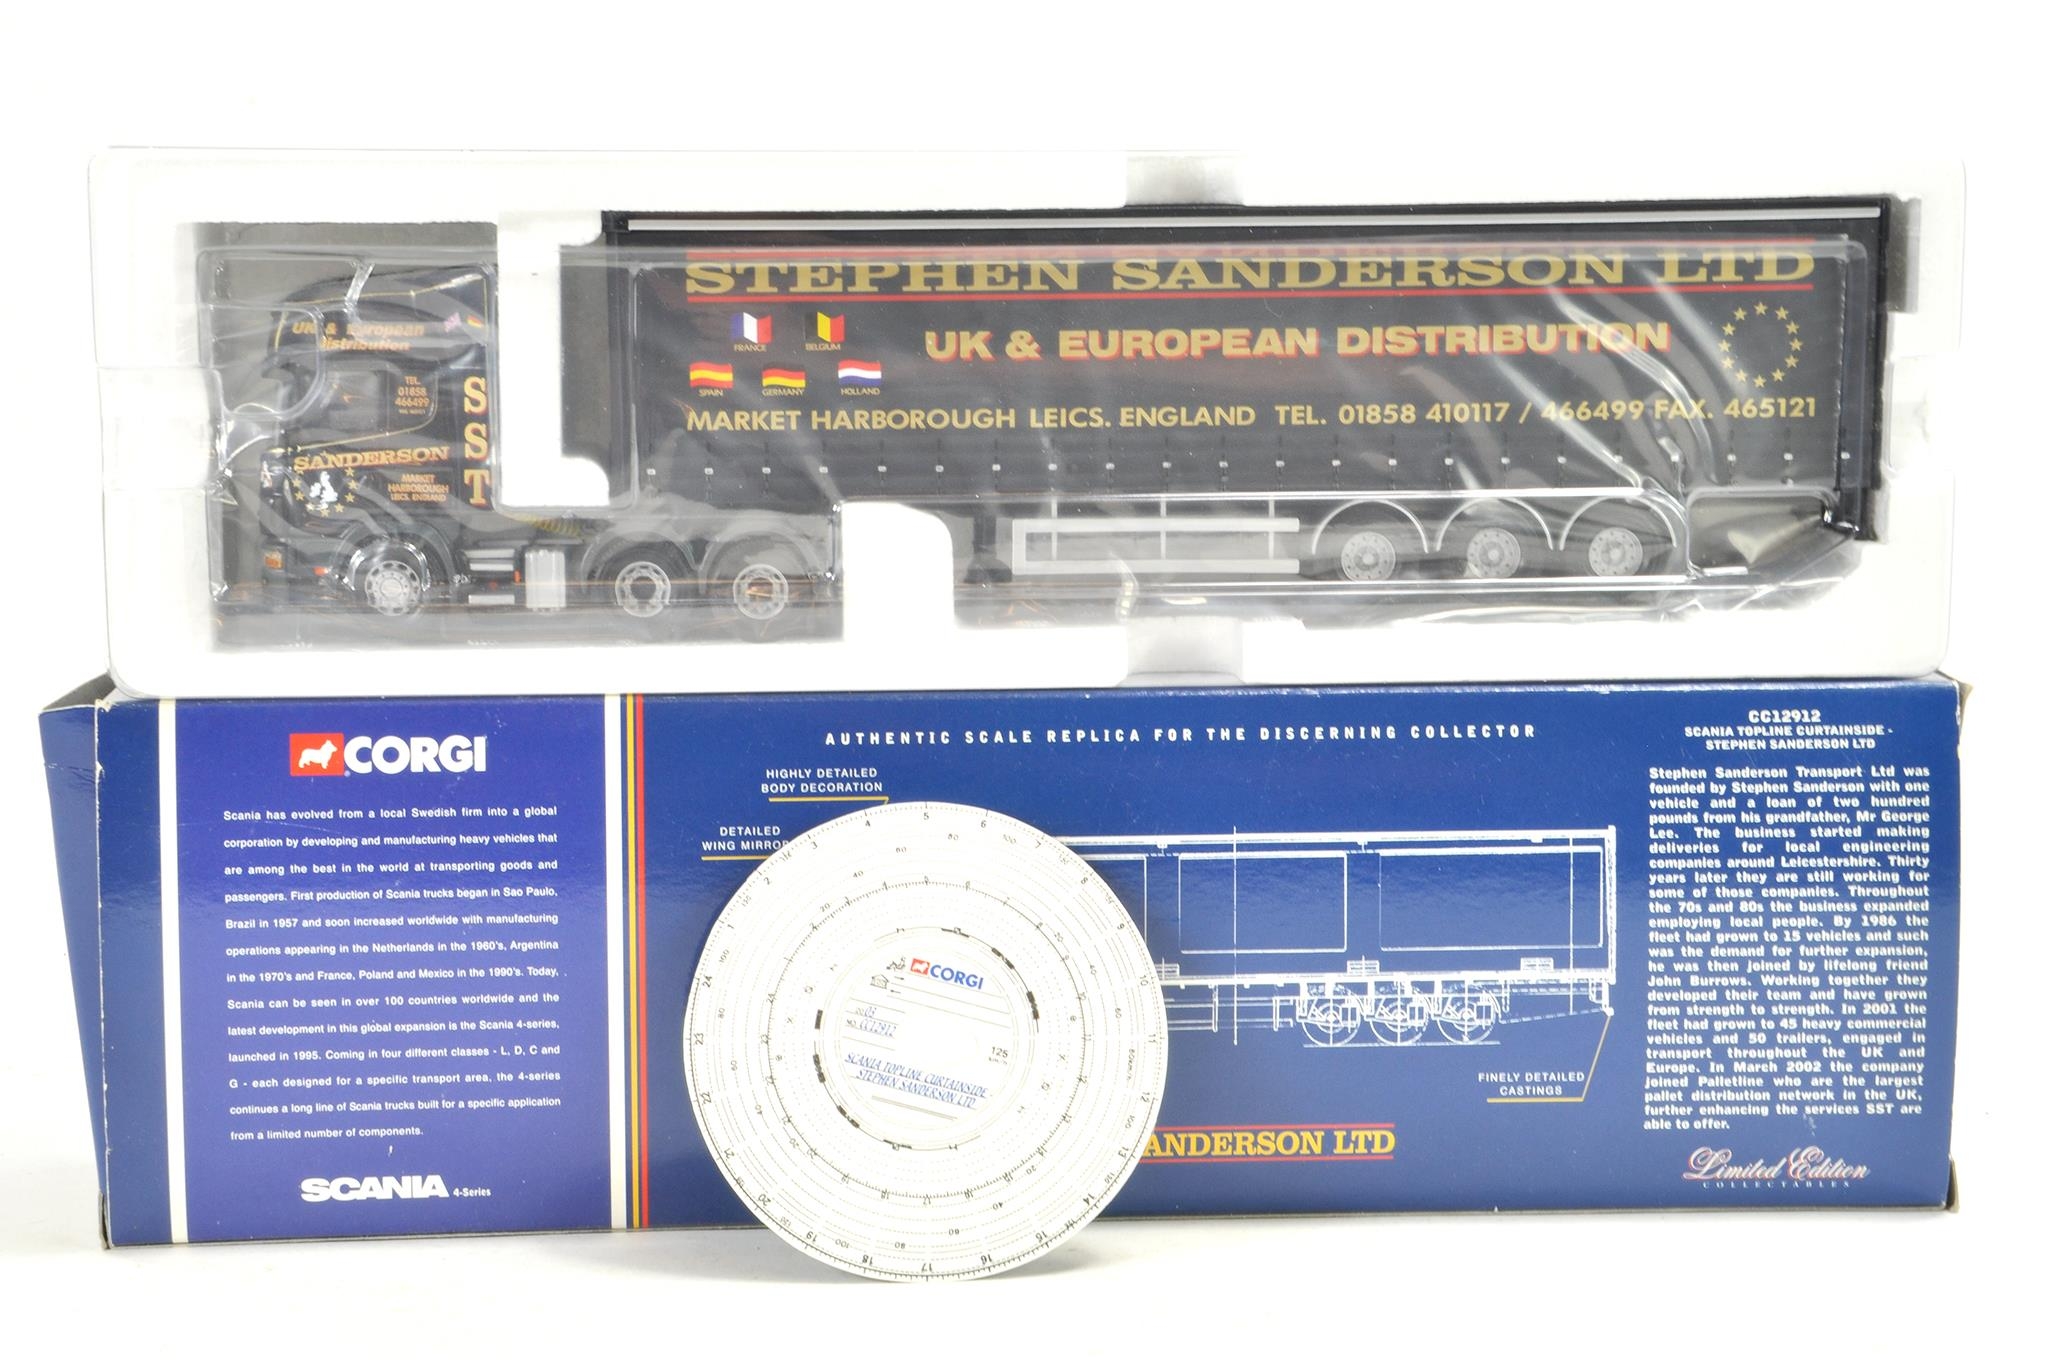 STEPHEN SANDERSON LTD
FRANCE
BELGIUM
UK & EUROPEAN DISTRIBUTION
SPAIN
GERMANY
HOLLAND
MARKET HARBOROUGH LEICS. ENGLAND TEL. 01858 410117 / 466499 FAX. 465121
UK & European
distribution
TEL.
01858
466499
S
S
T
SANDERSON
MARKET
HARBOROUGH
LEICS. ENGLAND
CORGI
Scania has evolved from a local Swedish firm into a global
corporation by developing and manufacturing heavy vehicles that
are among the best in the world at transporting goods and
passengers. First production of Scania trucks began in Sao Paulo,
Brazil in 1957 and soon increased worldwide with manufacturing
operations appearing in the Netherlands in the 1960's, Argentina
in the 1970's and France, Poland and Mexico in the 1990's. Today,
Scania can be seen in over 100 countries worldwide and the
latest development in this global expansion is the Scania 4-series,
launched in 1995. Coming in four different classes - L, D, C and
G - each designed for a specific transport area, the 4-series
continues a long line of Scania trucks built for a specific application
from a limited number of components.
SCANIA 4-Series
AUTHENTIC SCALE REPLICA FOR THE DISCERNING COLLECTOR
HIGHLY DETAILED
BODY DECORATION
DETAILED
WING MIRROR
FINELY DETAILED
CASTINGS
ANDERSON LTD
CORGI
03
NO. CC12912
125
km/h
SCANIA TOPLINE CURTAINSIDE
STEPHEN SANDERSON LTD
CC12912
SCANIA TOPLINE CURTAINSIDE -
STEPHEN SANDERSON LTD
Stephen Sanderson Transport Ltd was
founded by Stephen Sanderson with one
vehicle and a loan of two hundred
pounds from his grandfather, Mr George
Lee. The business started making
deliveries for local engineering
companies around Leicestershire. Thirty
years later they are still working for
some of those companies. Throughout
the 70s and 80s the business expanded
employing local people. By 1986 the
fleet had grown to 15 vehicles and such
was the demand for further expansion,
he was then joined by lifelong friend
John Burrows. Working together they
developed their team and have grown
from strength to strength. In 2001 the
fleet had grown to 45 heavy commercial
vehicles and 50 trailers, engaged in
transport throughout the UK and
Europe. In March 2002 the company
joined Palletline who are the largest
pallet distribution network in the UK,
further enhancing the services SST are
able to offer.
Limited Edition
COLLECTABLES